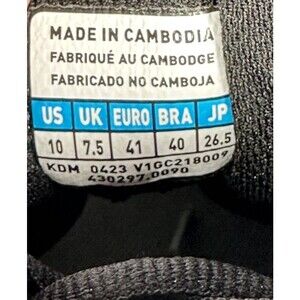 MADE IN CAMBODIA
FABRIQUÉ AU CAMBODGE
FABRICADO NO CAMBOJA
US UK EURO BRA JP
10 7.5 41 40 26.5
KDM 0423 V1GC218009
430297.0090